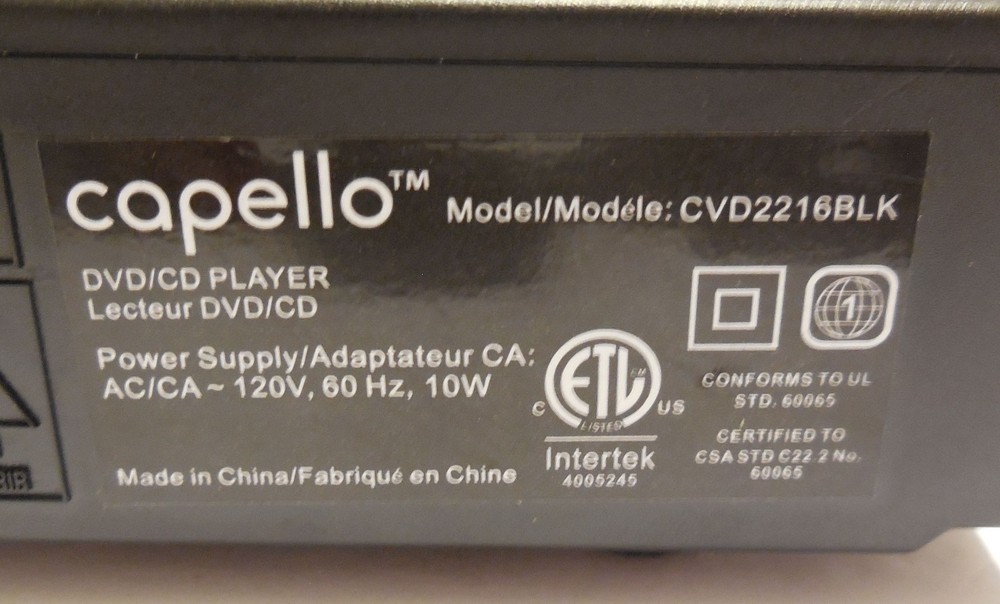 capello™
Model/Modéle: CVD2216BLK
DVD/CD PLAYER
Lecteur DVD/CD
Power Supply/Adaptateur CA:
AC/CA ~ 120V, 60 Hz, 10W
Made in China/Fabriqué en Chine
ETL
CM
LISTED
C US
Intertek
4005245
1
CONFORMS TO UL
STD. 60065
CERTIFIED TO
CSA STD C22.2 No.
60065